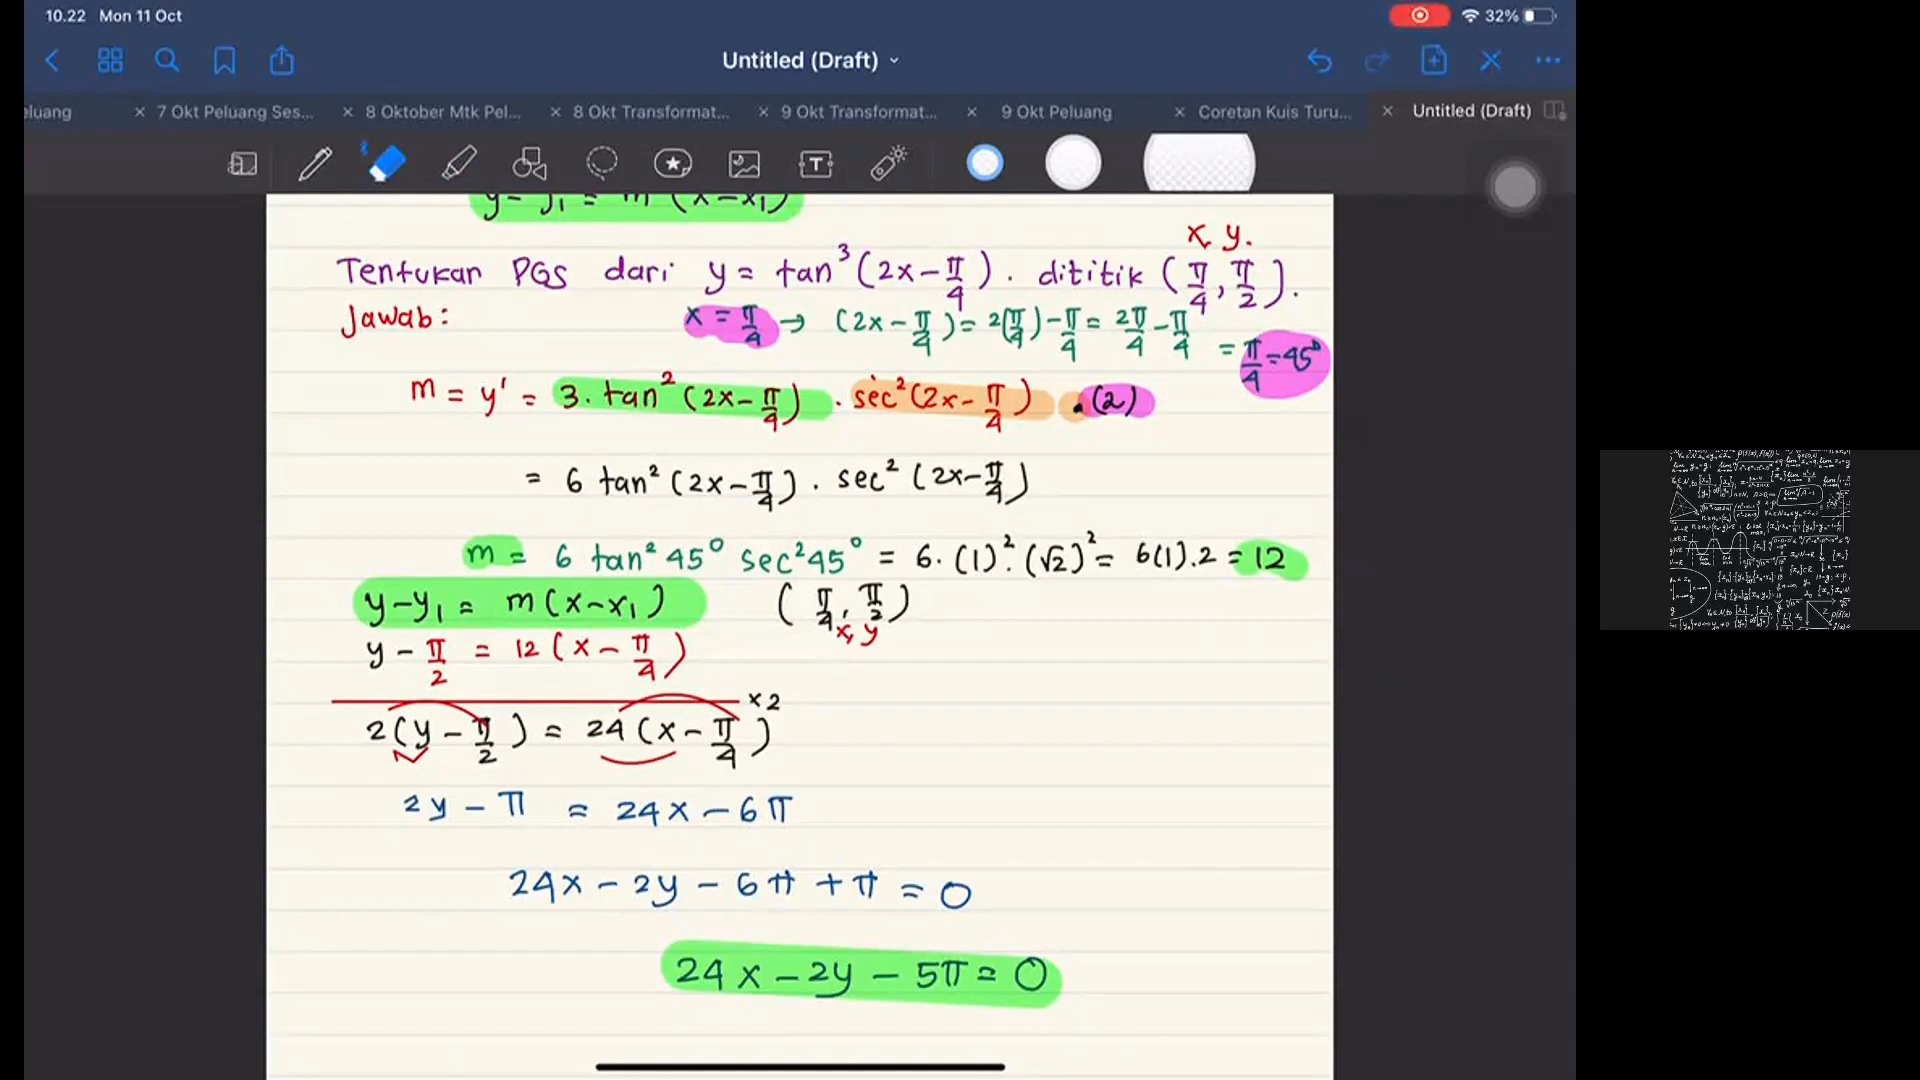 10.22 Mon 11 Oct
32%
Untitled (Draft)
eluang
7 Okt Peluang Ses...
8 Oktober Mtk Pel...
8 Okt Transformat...
9 Okt Transformat...
9 Okt Peluang
Coretan Kuis Turu...
Untitled (Draft)
y - y₁ = m (x - x₁)
x, y.
Tentukan PGS dari y = tan³ (2x - π/4). dititik (π/4, π/2).
Jawab:
x = π/4 → (2x - π/4) = 2(π/4) - π/4 = 2π/4 - π/4
= π/4 = 45°
m = y' = 3. tan² (2x - π/4) . sec² (2x - π/4) . (2)
= 6 tan² (2x - π/4) . sec² (2x - π/4)
m = 6 tan² 45° sec² 45° = 6. (1)². (√2)² = 6(1).2 = 12
y - y₁ = m (x - x₁) (π/4, π/2)
x, y
y - π/2 = 12 (x - π/4)
×2
2 (y - π/2) = 24 (x - π/4)
2y - π = 24x - 6π
24x - 2y - 6π + π = 0
24x - 2y - 5π = 0